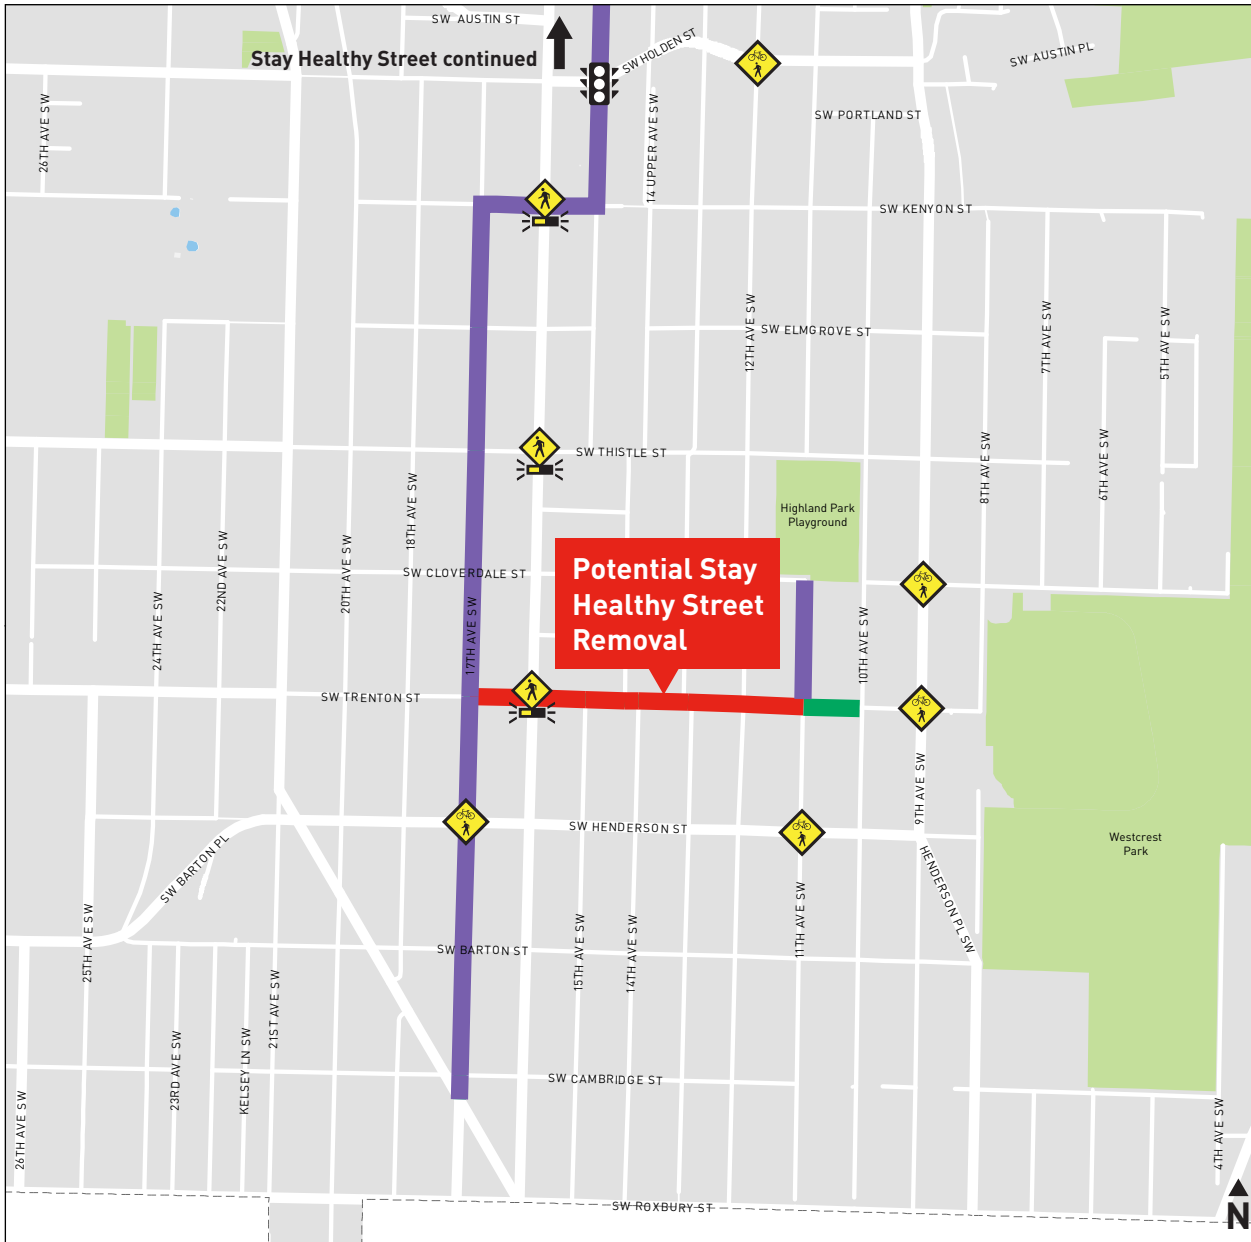 SW AUSTIN ST
Stay Healthy Street continued
SW HOLDEN ST
SW AUSTIN PL
26TH AVE SW
14 UPPER AVE SW
SW PORTLAND ST
SW KENYON ST
12TH AVE SW
SW ELMGROVE ST
7TH AVE SW
5TH AVE SW
SW THISTLE ST
18TH AVE SW
8TH AVE SW
6TH AVE SW
Highland Park
Playground
22ND AVE SW
20TH AVE SW
SW CLOVERDALE ST
Potential Stay
Healthy Street
Removal
24TH AVE SW
17TH AVE SW
10TH AVE SW
SW TRENTON ST
9TH AVE SW
SW HENDERSON ST
Westcrest
Park
SW BARTON PL
HENDERSON PL SW
25TH AVE SW
SW BARTON ST
15TH AVE SW
14TH AVE SW
11TH AVE SW
21ST AVE SW
23RD AVE SW
KELSEY LN SW
SW CAMBRIDGE ST
26TH AVE SW
4TH AVE SW
SW ROXBURY ST
N